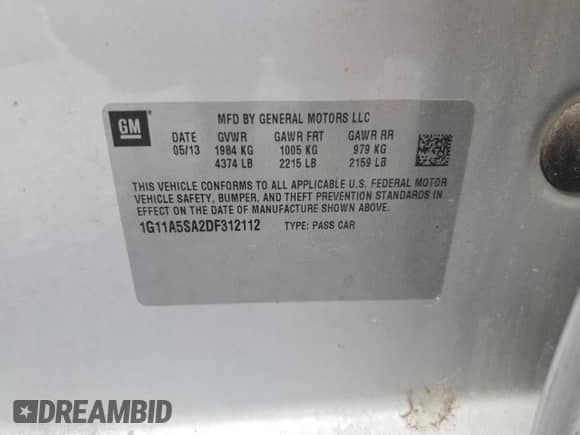 GM
MFD BY GENERAL MOTORS LLC
DATE GVWR GAWR FRT GAWR RR
05/13 1984 KG 1005 KG 979 KG
4374 LB 2215 LB 2159 LB
THIS VEHICLE CONFORMS TO ALL APPLICABLE U.S. FEDERAL MOTOR
VEHICLE SAFETY, BUMPER, AND THEFT PREVENTION STANDARDS IN
EFFECT ON THE DATE OF MANUFACTURE SHOWN ABOVE.
1G11A5SA2DF312112 TYPE: PASS CAR
DREAMBID